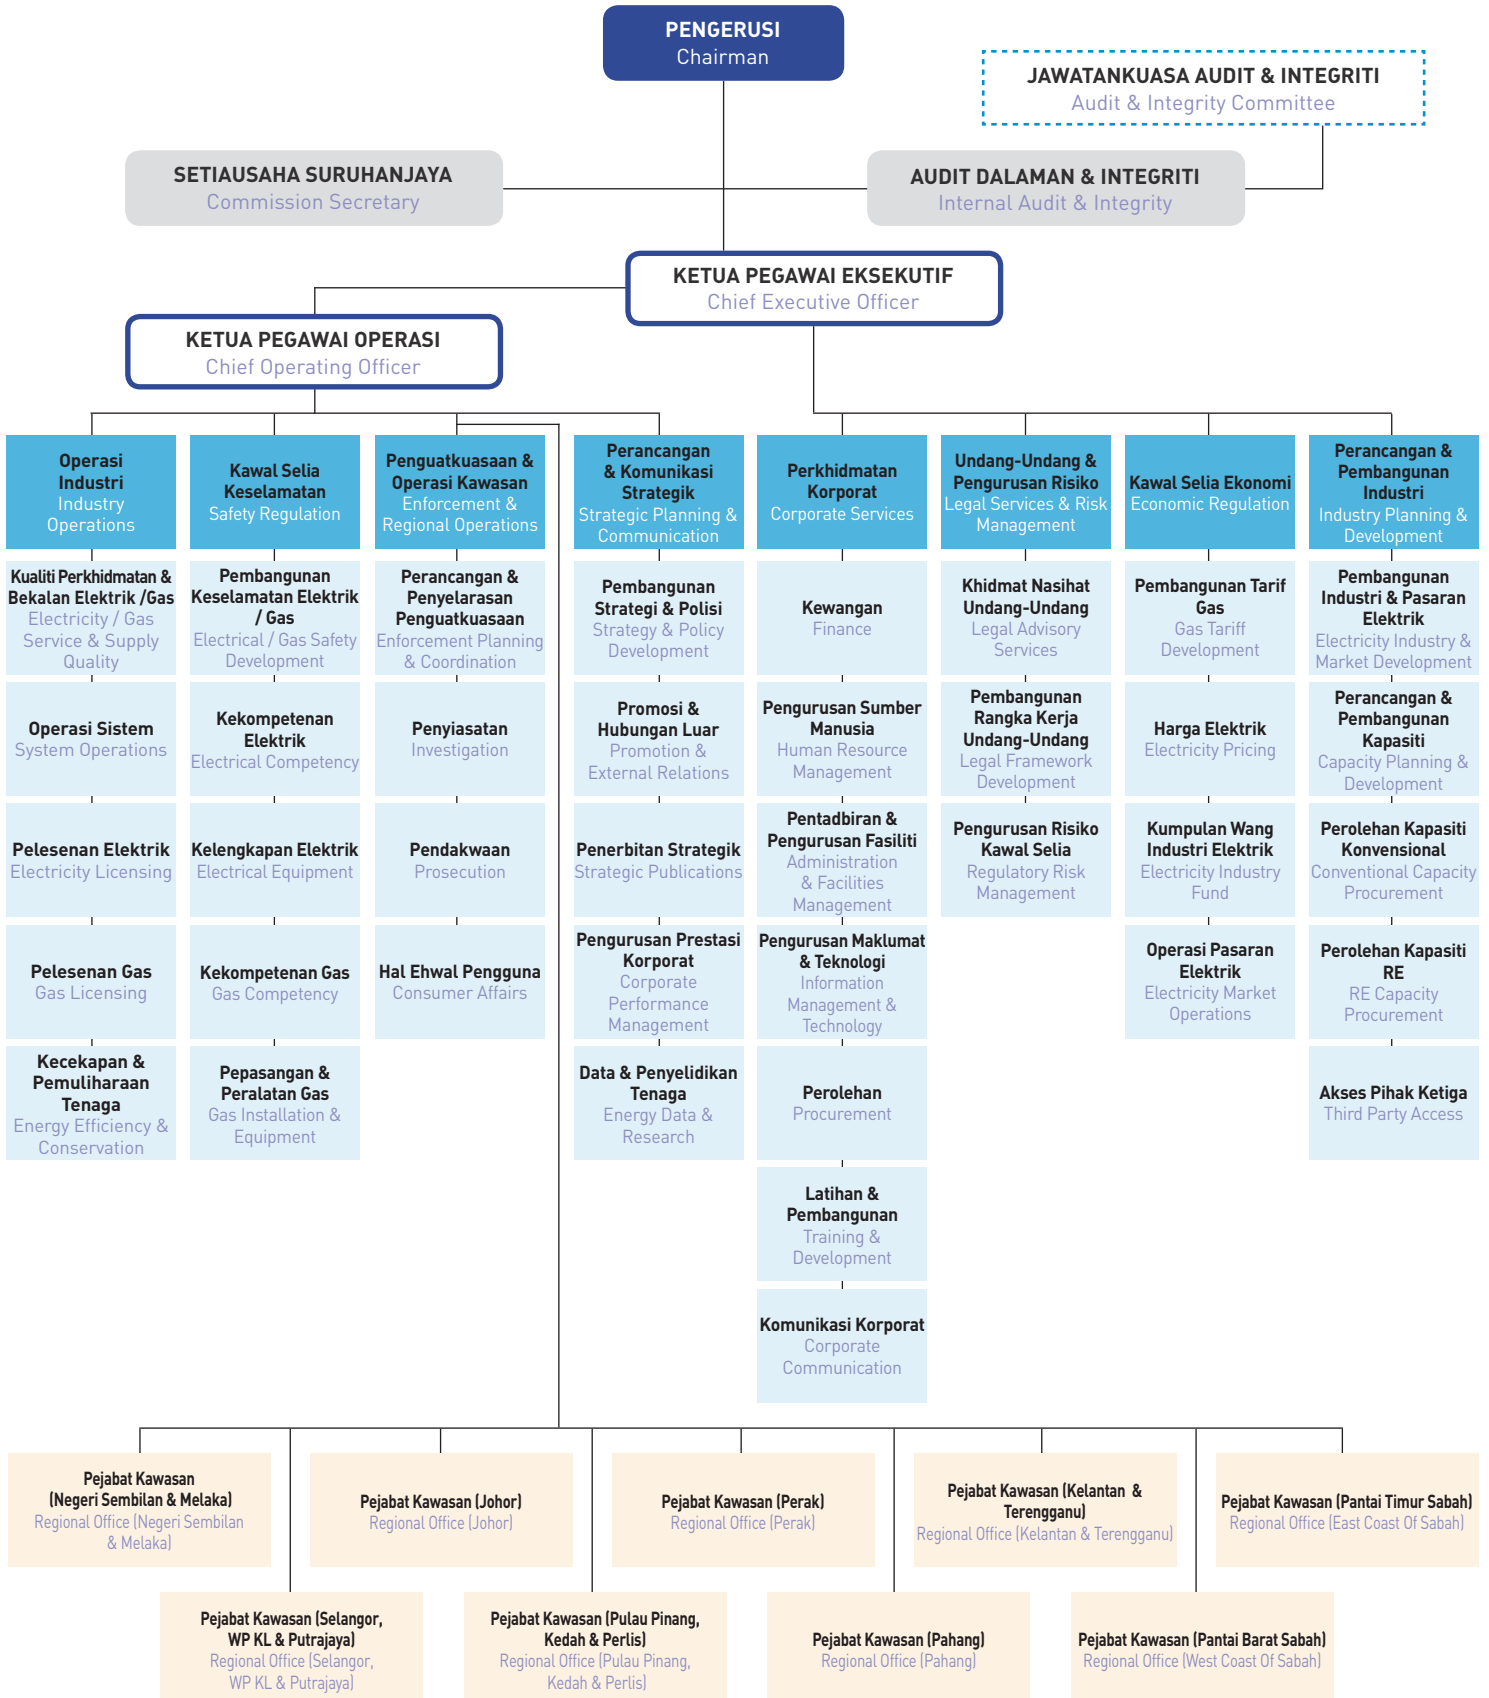 PENGERUSI
Chairman
JAWATANKUASA AUDIT & INTEGRITI
Audit & Integrity Committee
SETIAUSAHA SURUHANJAYA
Commission Secretary
AUDIT DALAMAN & INTEGRITI
Internal Audit & Integrity
KETUA PEGAWAI EKSEKUTIF
Chief Executive Officer
KETUA PEGAWAI OPERASI
Chief Operating Officer
Operasi
Industri
Industry
Operations
Kualiti Perkhidmatan &
Bekalan Elektrik /Gas
Electricity / Gas
Service & Supply
Quality
Operasi Sistem
System Operations
Pelesenan Elektrik
Electricity Licensing
Pelesenan Gas
Gas Licensing
Kecekapan &
Pemuliharaan
Tenaga
Energy Efficiency &
Conservation
Kawal Selia
Keselamatan
Safety Regulation
Pembangunan
Keselamatan Elektrik
/ Gas
Electrical / Gas Safety
Development
Kekompetenan
Elektrik
Electrical Competency
Kelengkapan Elektrik
Electrical Equipment
Kekompetenan Gas
Gas Competency
Pepasangan &
Peralatan Gas
Gas Installation &
Equipment
Penguatkuasaan &
Operasi Kawasan
Enforcement &
Regional Operations
Perancangan &
Penyelarasan
Penguatkuasaan
Enforcement Planning
& Coordination
Penyiasatan
Investigation
Pendakwaan
Prosecution
Hal Ehwal Pengguna
Consumer Affairs
Perancangan
& Komunikasi
Strategik
Strategic Planning &
Communication
Pembangunan
Strategi & Polisi
Strategy & Policy
Development
Promosi &
Hubungan Luar
Promotion &
External Relations
Penerbitan Strategik
Strategic Publications
Pengurusan Prestasi
Korporat
Corporate
Performance
Management
Data & Penyelidikan
Tenaga
Energy Data &
Research
Perkhidmatan
Korporat
Corporate Services
Kewangan
Finance
Pengurusan Sumber
Manusia
Human Resource
Management
Pentadbiran &
Pengurusan Fasiliti
Administration
& Facilities
Management
Pengurusan Maklumat
& Teknologi
Information
Management &
Technology
Perolehan
Procurement
Latihan &
Pembangunan
Training &
Development
Komunikasi Korporat
Corporate
Communication
Undang-Undang &
Pengurusan Risiko
Legal Services & Risk
Management
Khidmat Nasihat
Undang-Undang
Legal Advisory
Services
Pembangunan
Rangka Kerja
Undang-Undang
Legal Framework
Development
Pengurusan Risiko
Kawal Selia
Regulatory Risk
Management
Kawal Selia Ekonomi
Economic Regulation
Pembangunan Tarif
Gas
Gas Tariff
Development
Harga Elektrik
Electricity Pricing
Kumpulan Wang
Industri Elektrik
Electricity Industry
Fund
Operasi Pasaran
Elektrik
Electricity Market
Operations
Perancangan &
Pembangunan
Industri
Industry Planning &
Development
Pembangunan
Industri & Pasaran
Elektrik
Electricity Industry &
Market Development
Perancangan &
Pembangunan
Kapasiti
Capacity Planning &
Development
Perolehan Kapasiti
Konvensional
Conventional Capacity
Procurement
Perolehan Kapasiti
RE
RE Capacity
Procurement
Akses Pihak Ketiga
Third Party Access
Pejabat Kawasan
(Negeri Sembilan & Melaka)
Regional Office (Negeri Sembilan
& Melaka)
Pejabat Kawasan (Johor)
Regional Office (Johor)
Pejabat Kawasan (Perak)
Regional Office (Perak)
Pejabat Kawasan (Kelantan &
Terengganu)
Regional Office (Kelantan & Terengganu)
Pejabat Kawasan (Pantai Timur Sabah)
Regional Office (East Coast Of Sabah)
Pejabat Kawasan (Selangor,
WP KL & Putrajaya)
Regional Office (Selangor,
WP KL & Putrajaya)
Pejabat Kawasan (Pulau Pinang,
Kedah & Perlis)
Regional Office (Pulau Pinang,
Kedah & Perlis)
Pejabat Kawasan (Pahang)
Regional Office (Pahang)
Pejabat Kawasan (Pantai Barat Sabah)
Regional Office (West Coast Of Sabah)